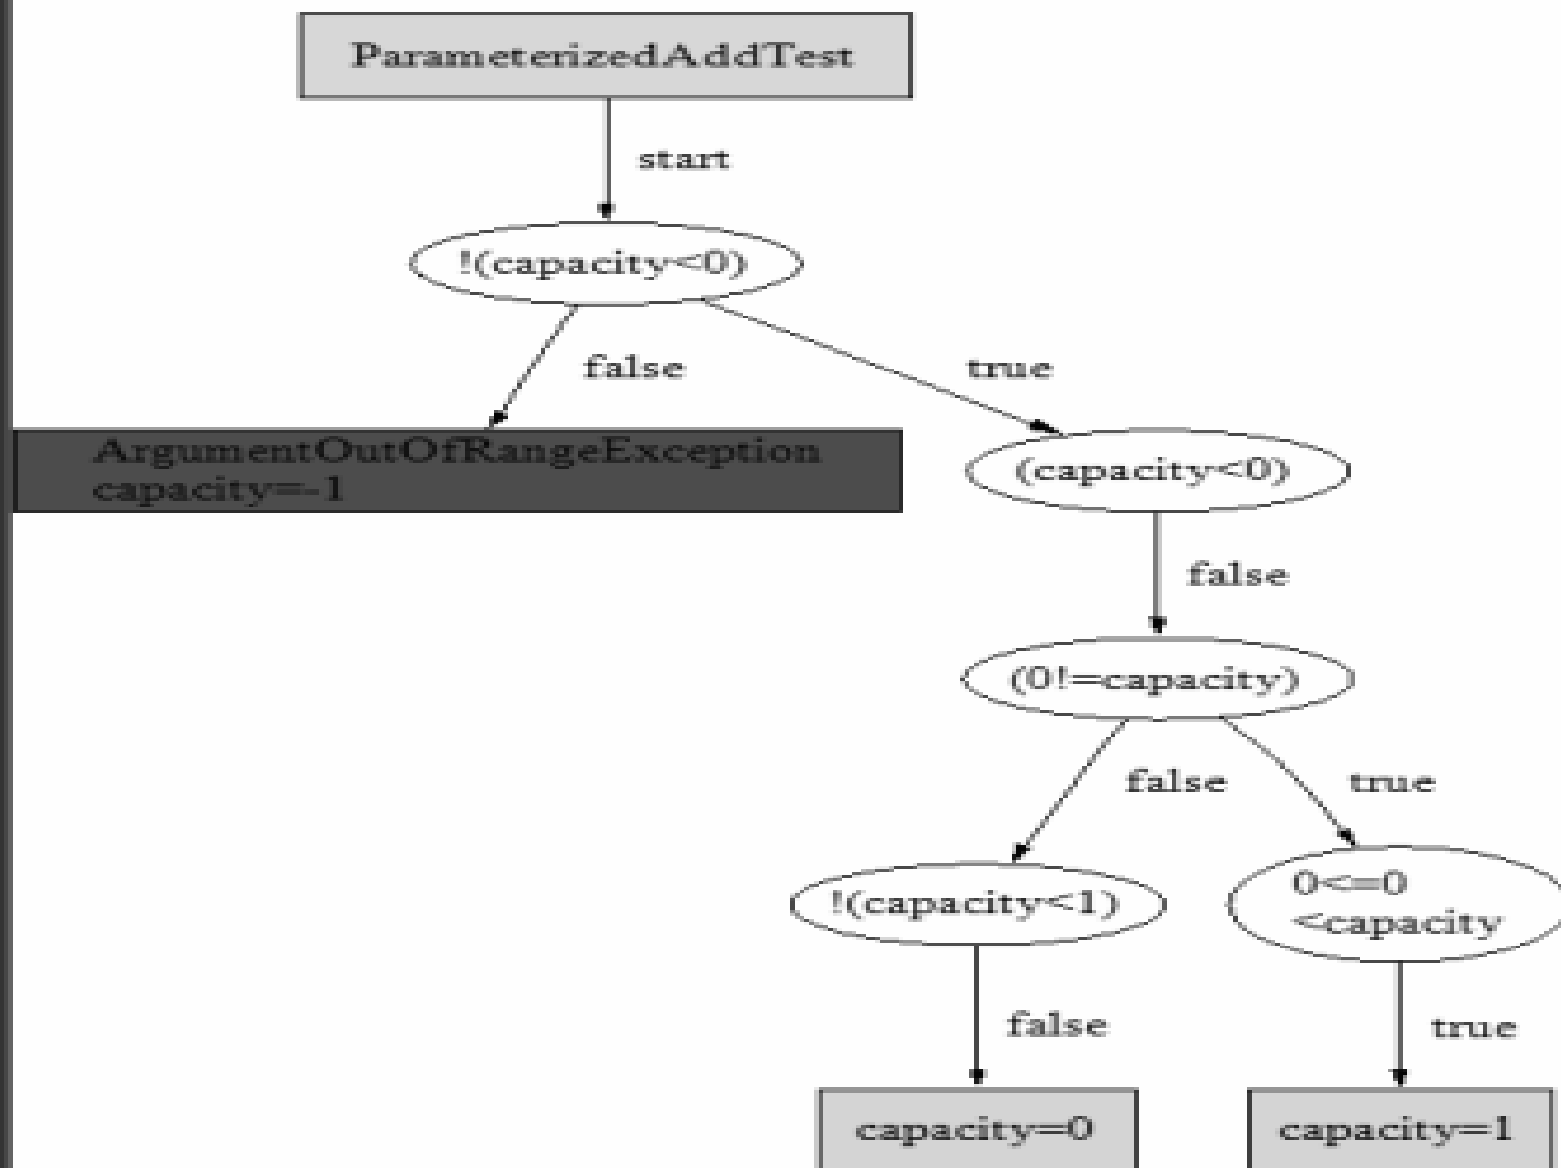 ParameterizedAddTest
start
!(capacity<0)
false
true
ArgumentOutOfRangeException
capacity=-1
(capacity<0)
false
(0!=capacity)
false
true
!(capacity<1)
0<=0
<capacity
false
true
capacity=0
capacity=1